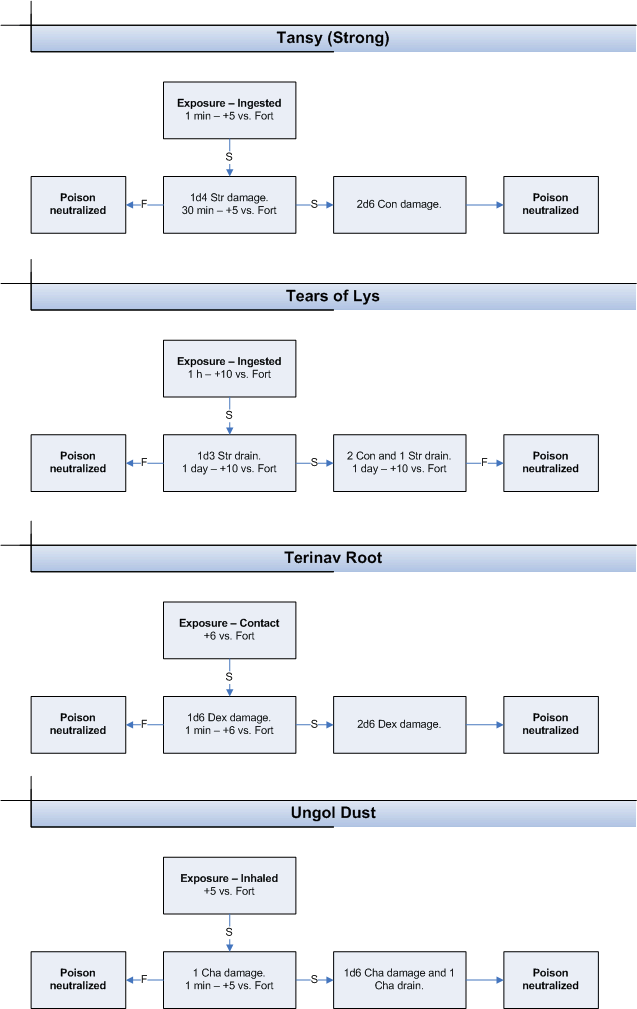 Tansy (Strong)
Exposure – Ingested
1 min – +5 vs. Fort
S
Poison
neutralized
F
1d4 Str damage.
30 min – +5 vs. Fort
S
2d6 Con damage.
Poison
neutralized
Tears of Lys
Exposure – Ingested
1 h – +10 vs. Fort
S
Poison
neutralized
F
1d3 Str drain.
1 day – +10 vs. Fort
S
2 Con and 1 Str drain.
1 day – +10 vs. Fort
F
Poison
neutralized
Terinav Root
Exposure – Contact
+6 vs. Fort
S
Poison
neutralized
F
1d6 Dex damage.
1 min – +6 vs. Fort
S
2d6 Dex damage.
Poison
neutralized
Ungol Dust
Exposure – Inhaled
+5 vs. Fort
S
Poison
neutralized
F
1 Cha damage.
1 min – +5 vs. Fort
S
1d6 Cha damage and 1
Cha drain.
Poison
neutralized